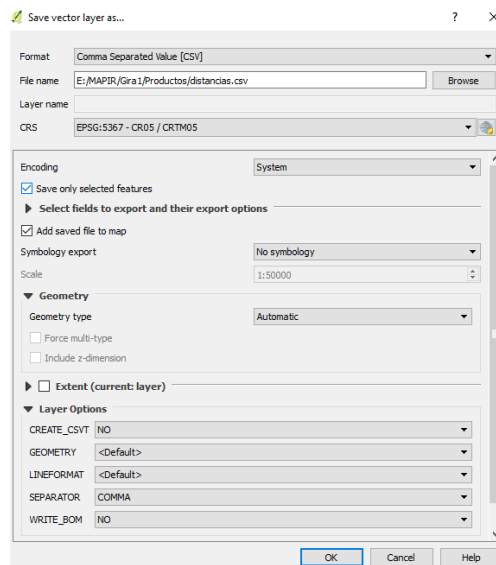 Save vector layer as...
? X
Format Comma Separated Value [CSV]
File name E:/MAPIR/Gira1/Productos/distancias.csv Browse
Layer name
CRS EPSG:5367 - CR05 / CRTM05
Encoding System
Save only selected features
Select fields to export and their export options
Add saved file to map
Symbology export No symbology
Scale 1:50000
Geometry
Geometry type Automatic
Force multi-type
Include z-dimension
Extent (current: layer)
Layer Options
CREATE_CSVT NO
GEOMETRY <Default>
LINEFORMAT <Default>
SEPARATOR COMMA
WRITE_BOM NO
OK Cancel Help